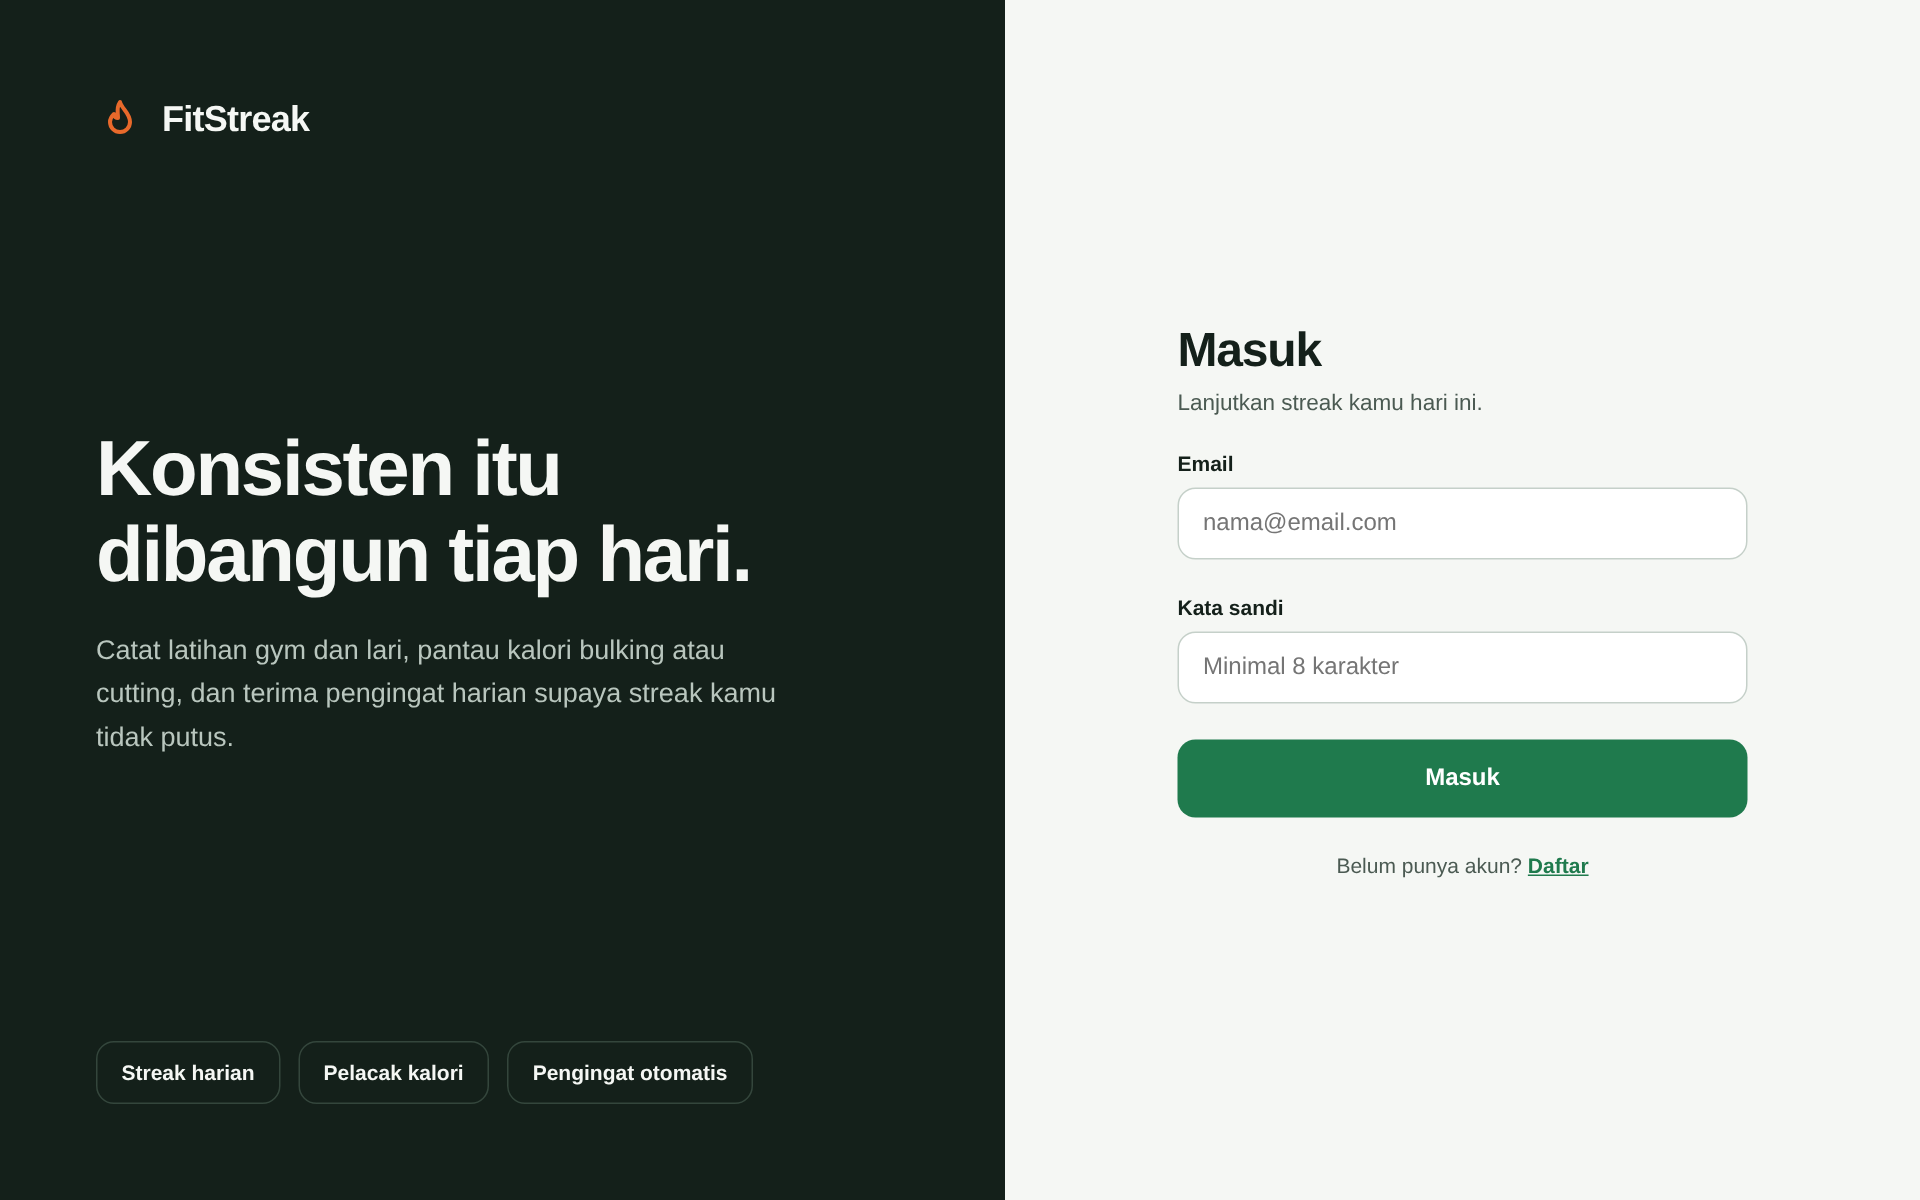 FitStreak
Konsisten itu
dibangun tiap hari.
Catat latihan gym dan lari, pantau kalori bulking atau
cutting, dan terima pengingat harian supaya streak kamu
tidak putus.
Streak harian
Pelacak kalori
Pengingat otomatis
Masuk
Lanjutkan streak kamu hari ini.
Email
nama@email.com
Kata sandi
Minimal 8 karakter
Masuk
Belum punya akun? Daftar